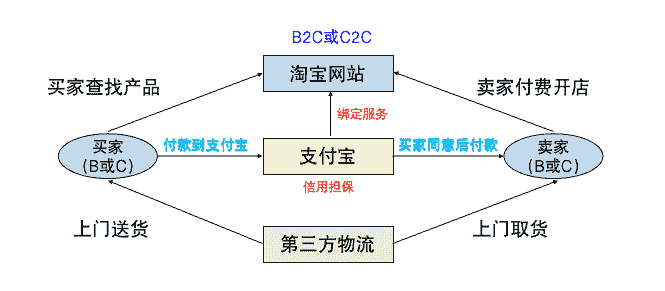 B2C或C2C
淘宝网站
买家查找产品
卖家付费开店
绑定服务
买家
(B或C)
付款到支付宝
支付宝
买家同意后付款
卖家
(B或C)
信用担保
上门送货
第三方物流
上门取货